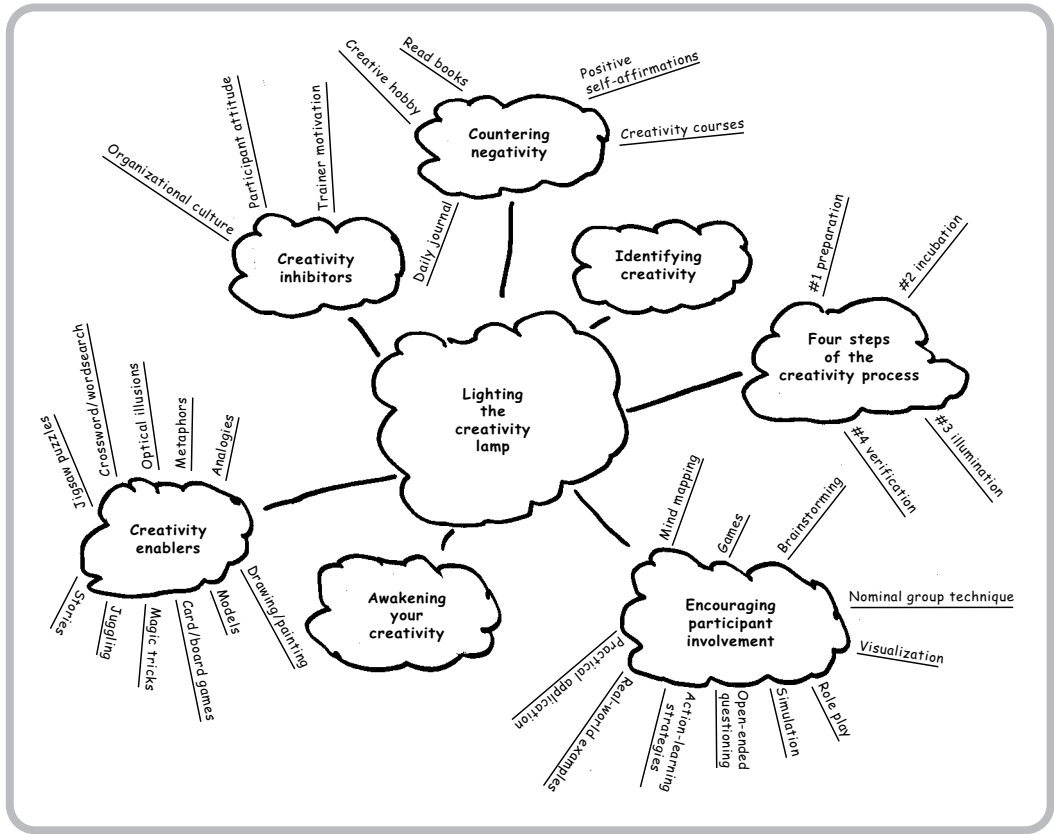 Read books
Creative hobby
Positive
self-affirmations
Creativity courses
Countering
negativity
Daily journal
Organizational culture
Participant attitude
Trainer motivation
Creativity
inhibitors
Identifying
creativity
#1 preparation
#2 incubation
Four steps
of the
creativity process
#3 illumination
#4 verification
Lighting
the
creativity
lamp
Jigsaw puzzles
Crossword/wordsearch
Optical illusions
Metaphors
Analogies
Creativity
enablers
Stories
Juggling
Magic tricks
Card/board games
Models
Drawing/painting
Awakening
your
creativity
Mind mapping
Games
Brainstorming
Nominal group technique
Visualization
Encouraging
participant
involvement
Practical application
Real-world examples
Action-learning
strategies
Open-ended
questioning
Simulation
Role play